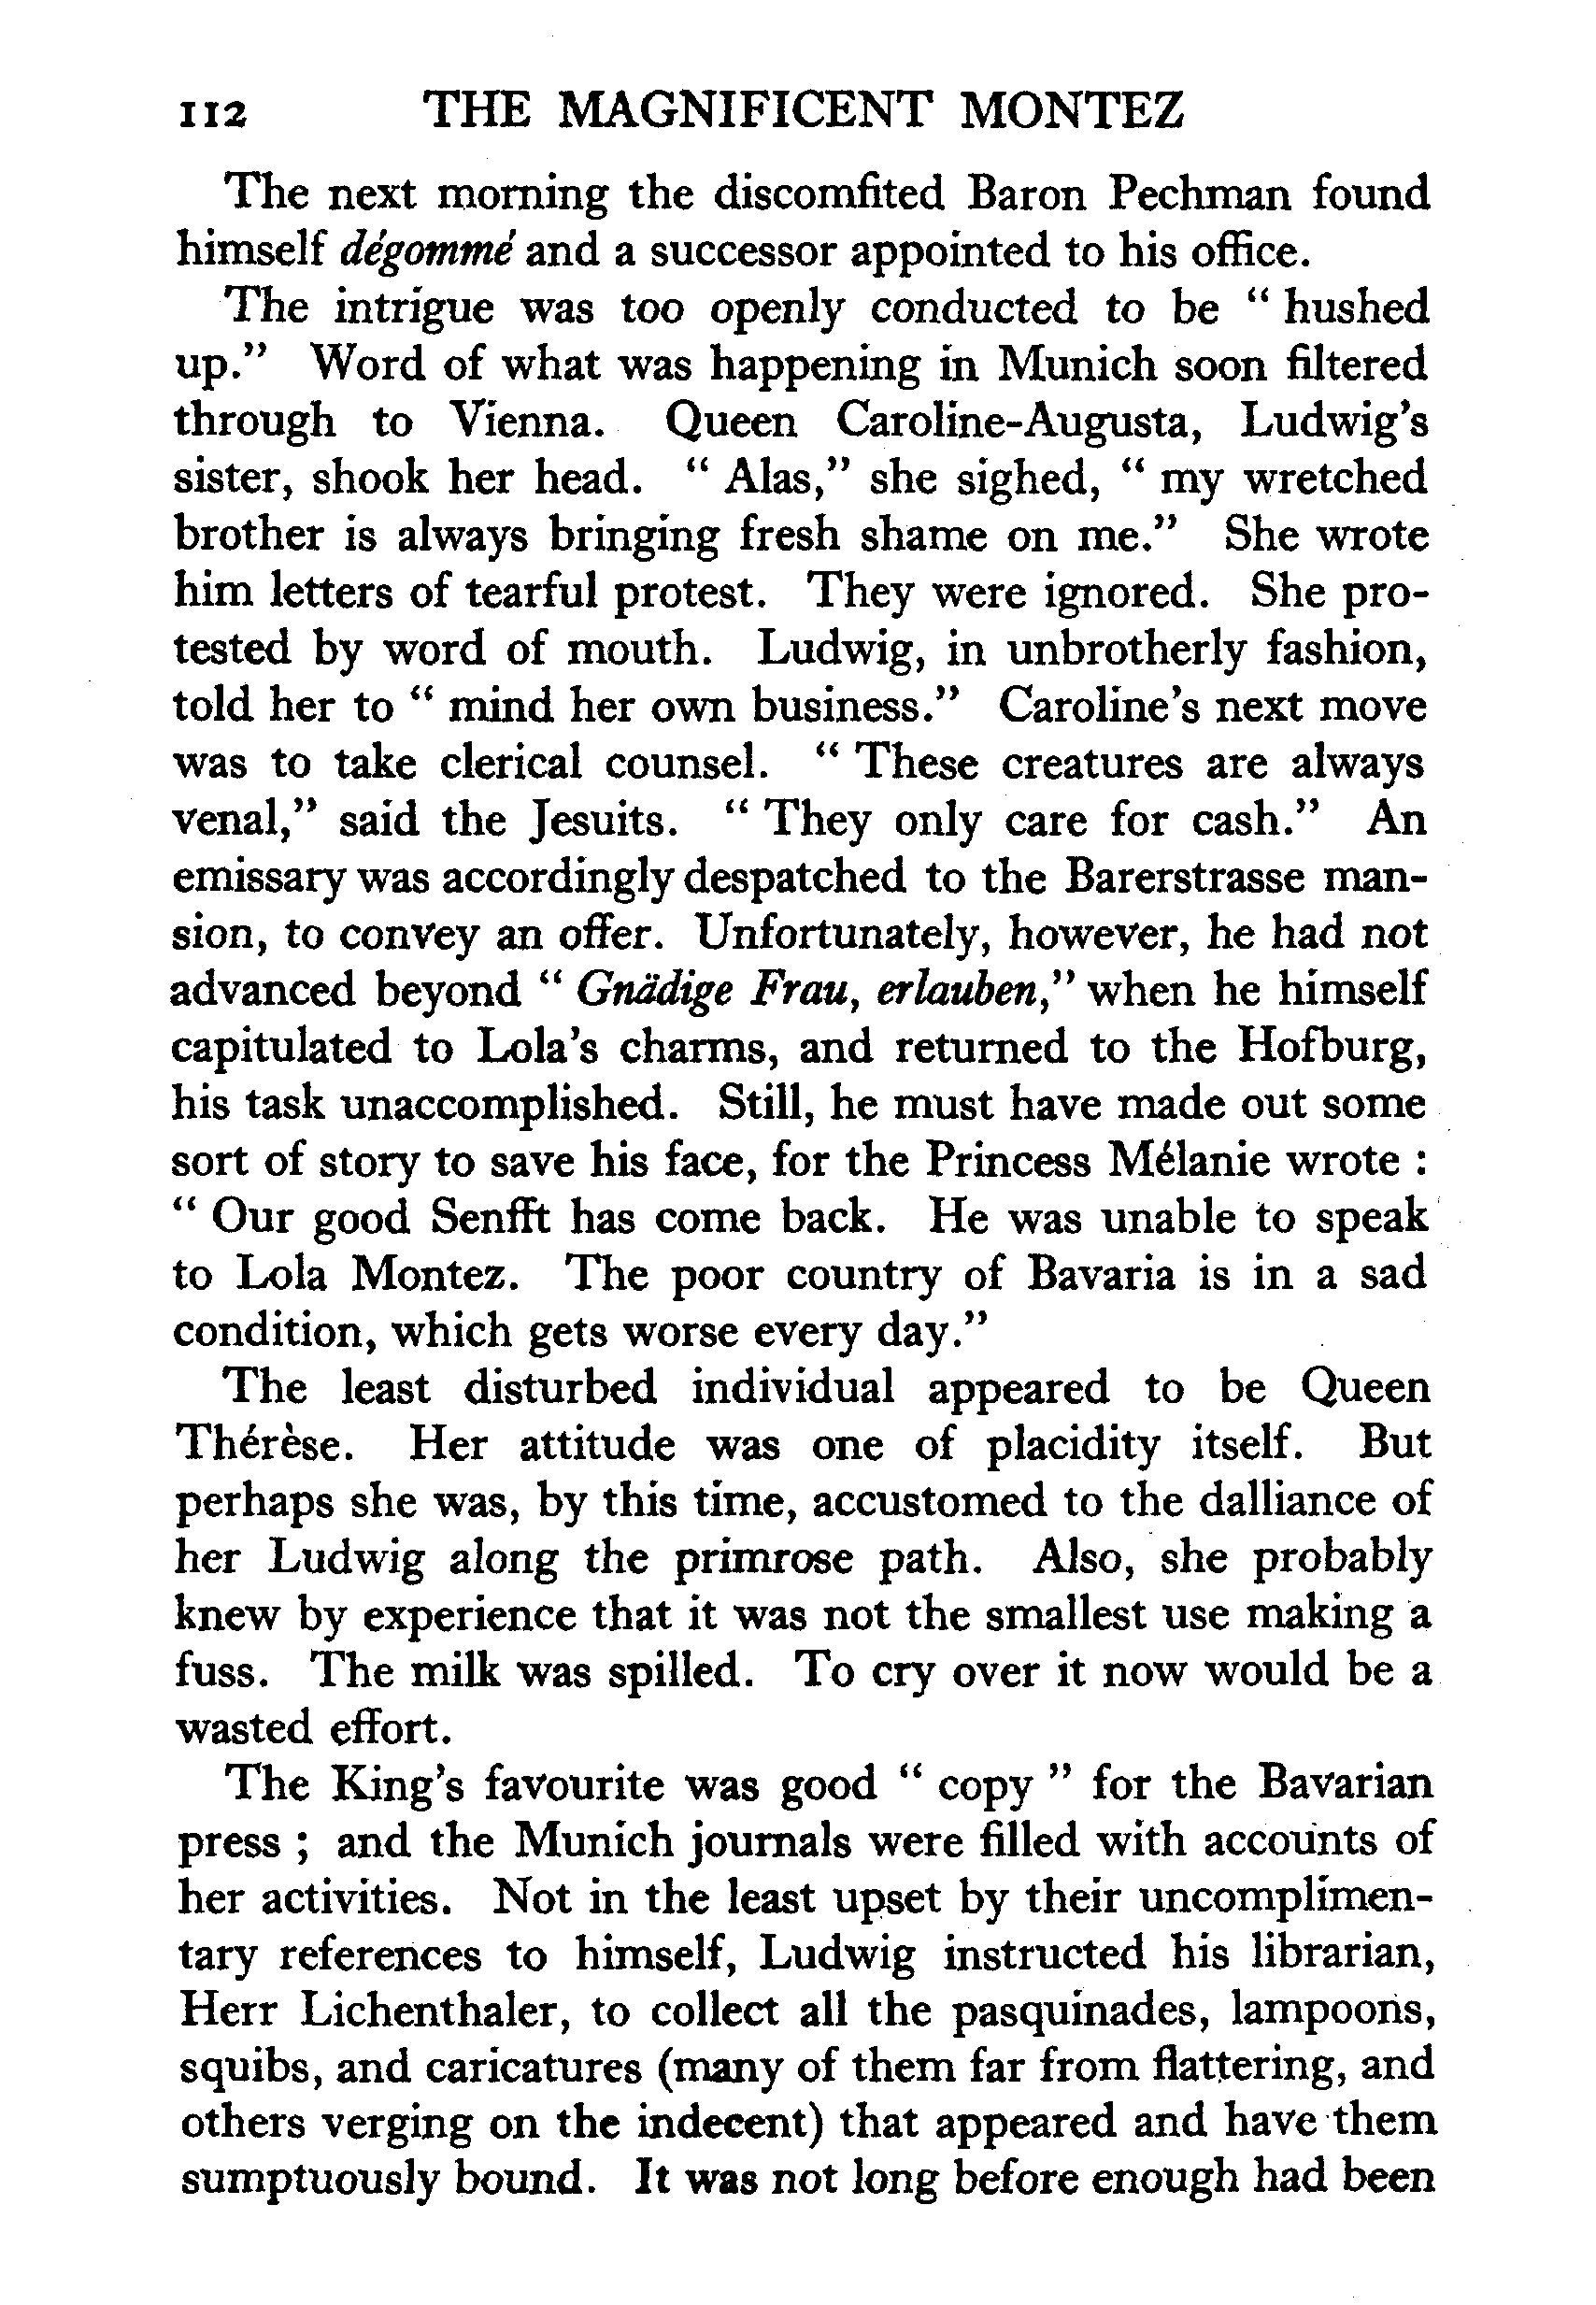 112 THE MAGNIFICENT MONTEZ
The next morning the discomfited Baron Pechman found
himself dégommé and a successor appointed to his office.
The intrigue was too openly conducted to be " hushed
up." Word of what was happening in Munich soon filtered
through to Vienna. Queen Caroline-Augusta, Ludwig's
sister, shook her head. " Alas," she sighed, " my wretched
brother is always bringing fresh shame on me." She wrote
him letters of tearful protest. They were ignored. She pro-
tested by word of mouth. Ludwig, in unbrotherly fashion,
told her to " mind her own business." Caroline's next move
was to take clerical counsel. " These creatures are always
venal," said the Jesuits. " They only care for cash." An
emissary was accordingly despatched to the Barerstrasse man-
sion, to convey an offer. Unfortunately, however, he had not
advanced beyond " Gnädige Frau, erlauben," when he himself
capitulated to Lola's charms, and returned to the Hofburg,
his task unaccomplished. Still, he must have made out some
sort of story to save his face, for the Princess Mélanie wrote :
" Our good Senfft has come back. He was unable to speak
to Lola Montez. The poor country of Bavaria is in a sad
condition, which gets worse every day."
The least disturbed individual appeared to be Queen
Thérèse. Her attitude was one of placidity itself. But
perhaps she was, by this time, accustomed to the dalliance of
her Ludwig along the primrose path. Also, she probably
knew by experience that it was not the smallest use making a
fuss. The milk was spilled. To cry over it now would be a
wasted effort.
The King's favourite was good " copy " for the Bavarian
press ; and the Munich journals were filled with accounts of
her activities. Not in the least upset by their uncomplimen-
tary references to himself, Ludwig instructed his librarian,
Herr Lichenthaler, to collect all the pasquinades, lampoons,
squibs, and caricatures (many of them far from flattering, and
others verging on the indecent) that appeared and have them
sumptuously bound. It was not long before enough had been